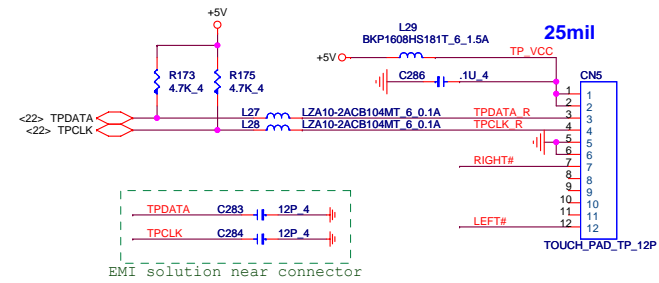 +5V
L29
BKP1608HS181T_6_1.5A
25mil
+5V
TP_VCC
R173
4.7K_4
R175
4.7K_4
C286
.1U_4
CN5
<22> TPDATA
L27
LZA10-2ACB104MT_6_0.1A
TPDATA_R
<22> TPCLK
L28
LZA10-2ACB104MT_6_0.1A
TPCLK_R
RIGHT#
LEFT#
1 1
2 2
3 3
4 4
5 5
6 6
7 7
8 8
9 9
10 10
11 11
12 12
TOUCH_PAD_TP_12P
TPDATA
C283
12P_4
TPCLK
C284
12P_4
EMI solution near connector